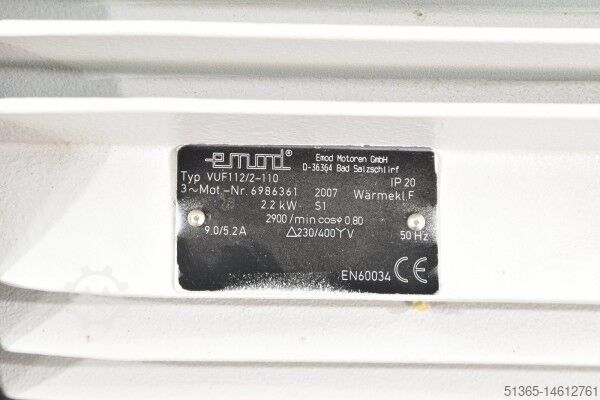 emod®
Emod Motoren GmbH
D-36364 Bad Salzschlirf
Typ VUF112/2-110 IP 20
3~Mot.-Nr. 6986361 2007 Wärmekl F
2.2 kW S1
2900/min cosφ 0.80
9.0/5.2 A △230/400Y V 50 Hz
EN60034 CE
51365-14612761